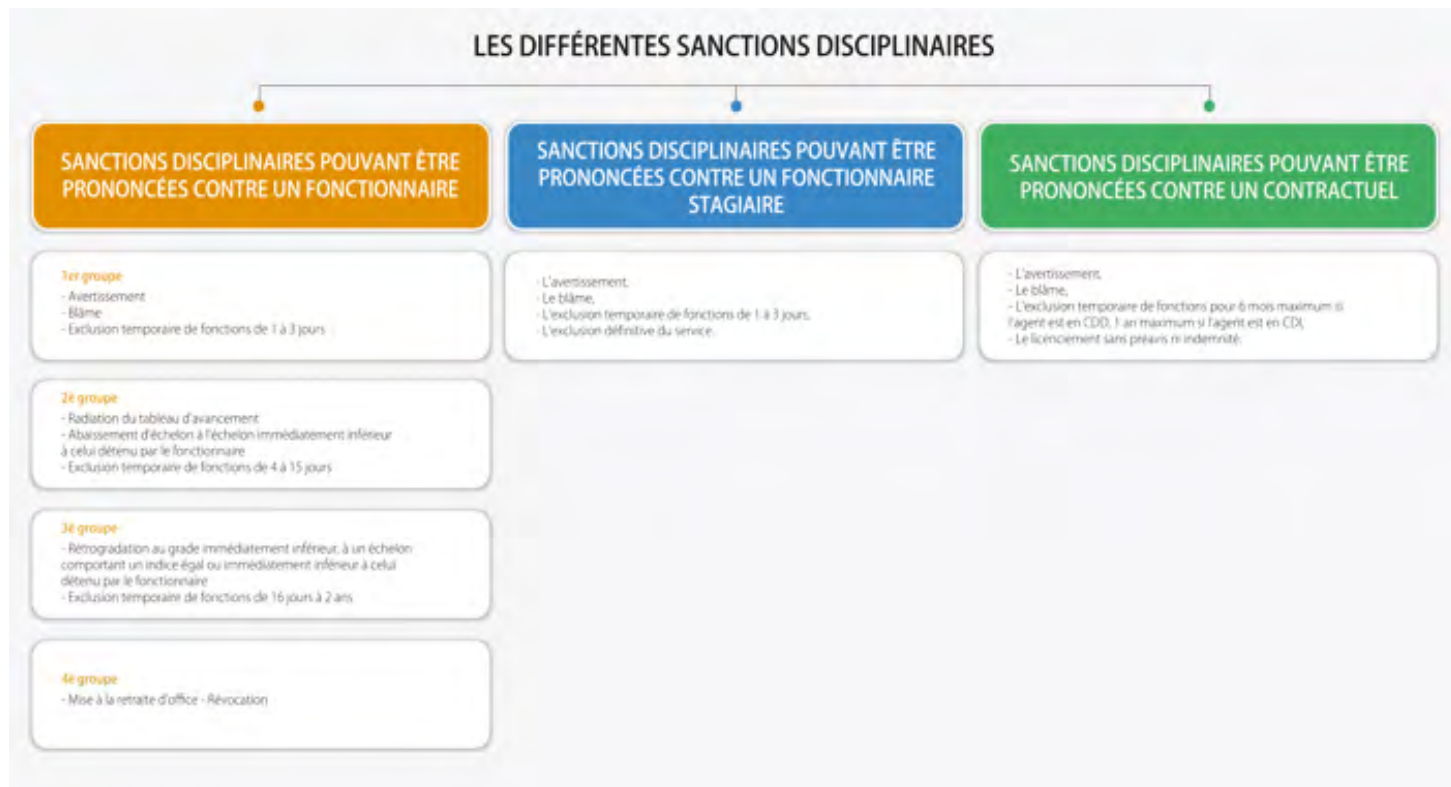 LES DIFFÉRENTES SANCTIONS DISCIPLINAIRES
SANCTIONS DISCIPLINAIRES POUVANT ÊTRE
PRONONCÉES CONTRE UN FONCTIONNAIRE
1er groupe
- Avertissement
- Blâme
- Exclusion temporaire de fonctions de 1 à 3 jours
2è groupe
- Radiation du tableau d'avancement
- Abaissement d'échelon à l'échelon immédiatement inférieur
à celui détenu par le fonctionnaire
- Exclusion temporaire de fonctions de 4 à 15 jours
3è groupe
- Rétrogradation au grade immédiatement inférieur, à un échelon
comportant un indice égal ou immédiatement inférieur à celui
détenu par le fonctionnaire
- Exclusion temporaire de fonctions de 16 jours à 2 ans
4è groupe
- Mise à la retraite d'office - Révocation
SANCTIONS DISCIPLINAIRES POUVANT ÊTRE
PRONONCÉES CONTRE UN FONCTIONNAIRE
STAGIAIRE
- L'avertissement,
- Le blâme,
- L'exclusion temporaire de fonctions de 1 à 3 jours,
- L'exclusion définitive du service.
SANCTIONS DISCIPLINAIRES POUVANT ÊTRE
PRONONCÉES CONTRE UN CONTRACTUEL
- L'avertissement,
- Le blâme,
- L'exclusion temporaire de fonctions pour 6 mois maximum si
l'agent est en CDD, 1 an maximum si l'agent est en CDI,
- Le licenciement sans préavis ni indemnité.